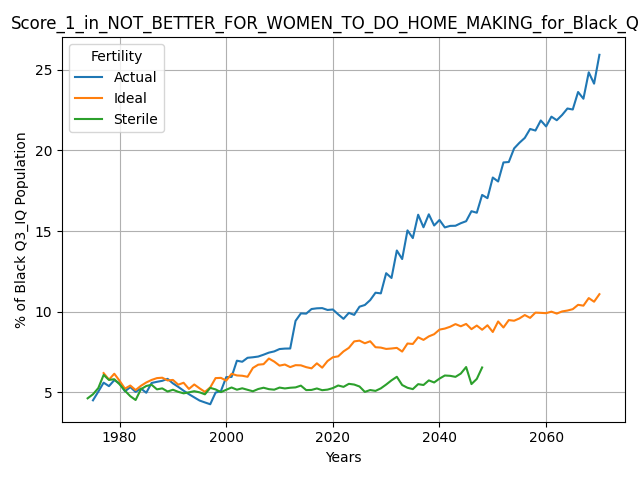 Score_1_in_NOT_BETTER_FOR_WOMEN_TO_DO_HOME_MAKING_for_Black_Q
Fertility
Actual
Ideal
Sterile
% of Black Q3_IQ Population
25
20
15
10
5
1980 2000 2020 2040 2060
Years